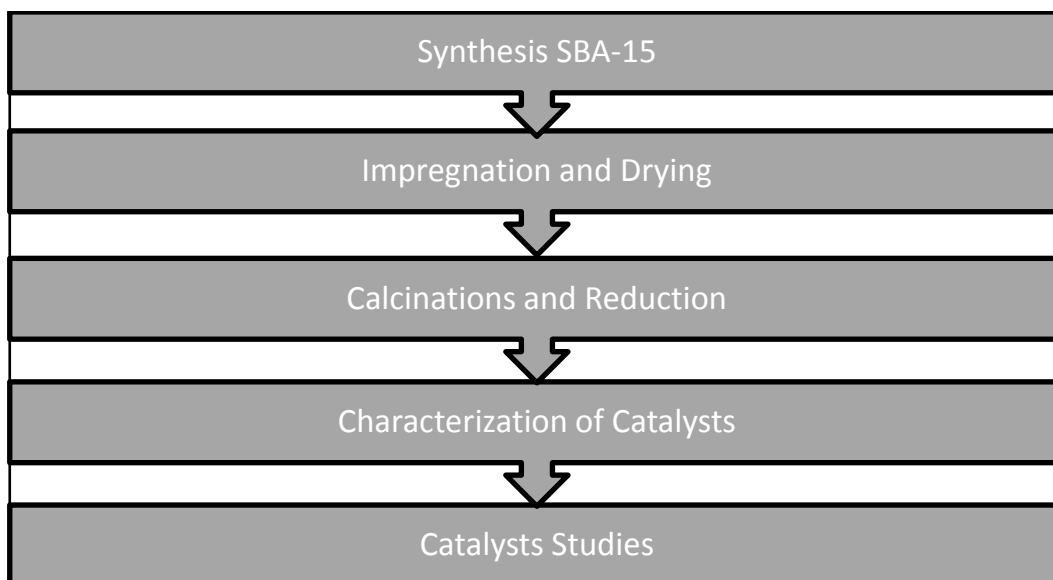 Synthesis SBA-15
Impregnation and Drying
Calcinations and Reduction
Characterization of Catalysts
Catalysts Studies